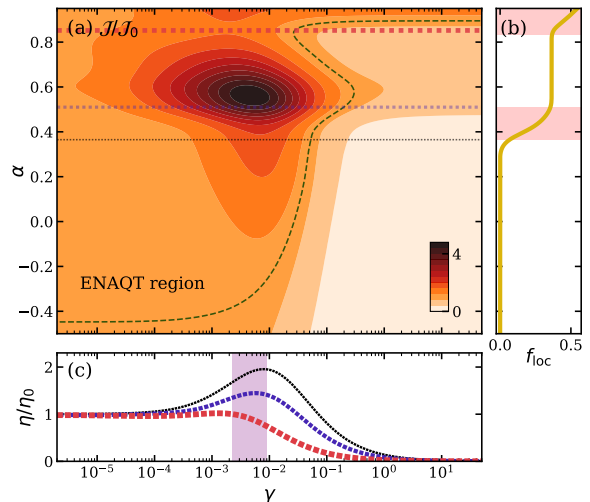 (a) 𝒥/𝒥₀
(b)
0.8
0.6
0.4
0.2
0.0
−0.2
−0.4
α
ENAQT region
4
0
0.0
0.5
f_loc
(c)
2
1
0
η/η₀
10⁻⁵
10⁻⁴
10⁻³
10⁻²
10⁻¹
10⁰
10¹
γ